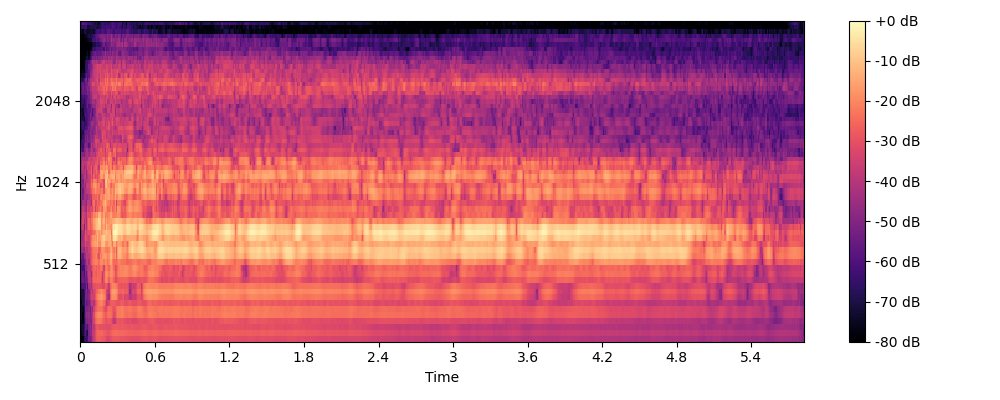 +0 dB
-10 dB
-20 dB
-30 dB
-40 dB
-50 dB
-60 dB
-70 dB
-80 dB
2048
1024
512
Hz
0 0.6 1.2 1.8 2.4 3 3.6 4.2 4.8 5.4
Time